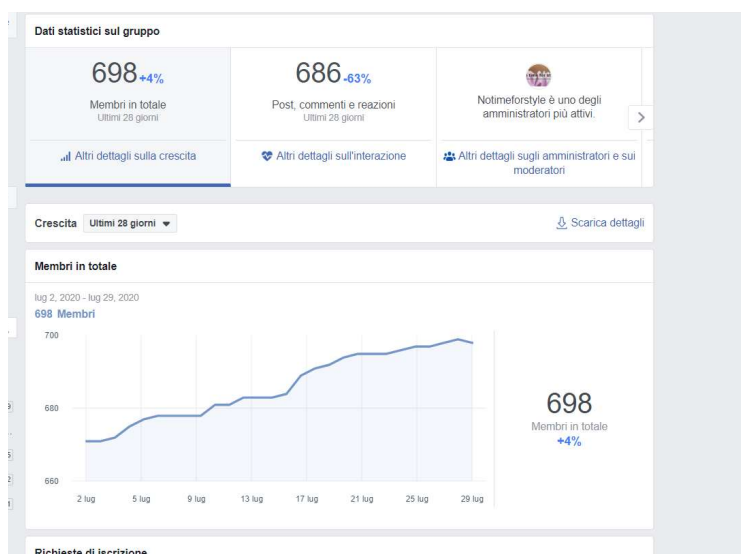 Dati statistici sul gruppo
698 +4%
Membri in totale
Ultimi 28 giorni
Altri dettagli sulla crescita
686 -63%
Post, commenti e reazioni
Ultimi 28 giorni
Altri dettagli sull'interazione
Notimeforstyle è uno degli
amministratori più attivi.
Altri dettagli sugli amministratori e sui
moderatori
Crescita Ultimi 28 giorni
Scarica dettagli
Membri in totale
lug 2, 2020 - lug 29, 2020
698 Membri
700
680
660
2 lug 5 lug 9 lug 13 lug 17 lug 21 lug 25 lug 29 lug
698
Membri in totale
+4%
Richieste di iscrizione